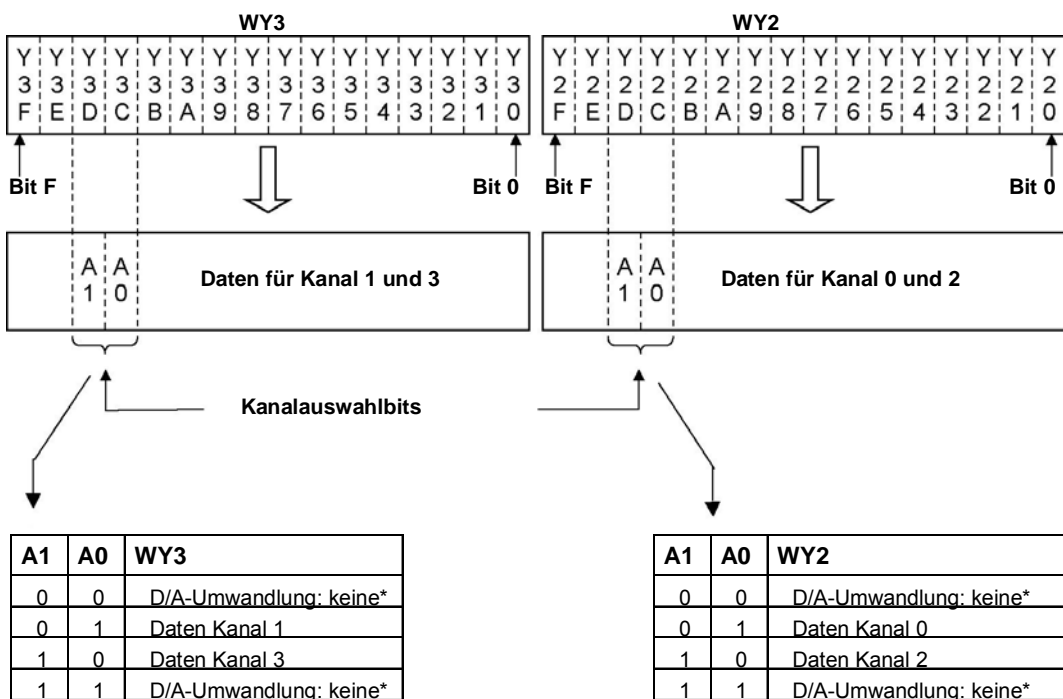 WY3 WY2
Y Y Y Y Y Y Y Y Y Y Y Y Y Y Y Y Y Y Y Y Y Y Y Y Y Y Y Y Y Y Y Y
3 3 3 3 3 3 3 3 3 3 3 3 3 3 3 3 2 2 2 2 2 2 2 2 2 2 2 2 2 2 2 2
F E D C B A 9 8 7 6 5 4 3 2 1 0 F E D C B A 9 8 7 6 5 4 3 2 1 0
Bit F Bit 0 Bit F Bit 0
A A Daten für Kanal 1 und 3 A A Daten für Kanal 0 und 2
1 0 1 0
Kanalauswahlbits
A1 A0 WY3
0 0 D/A-Umwandlung: keine*
0 1 Daten Kanal 1
1 0 Daten Kanal 3
1 1 D/A-Umwandlung: keine*
A1 A0 WY2
0 0 D/A-Umwandlung: keine*
0 1 Daten Kanal 0
1 0 Daten Kanal 2
1 1 D/A-Umwandlung: keine*